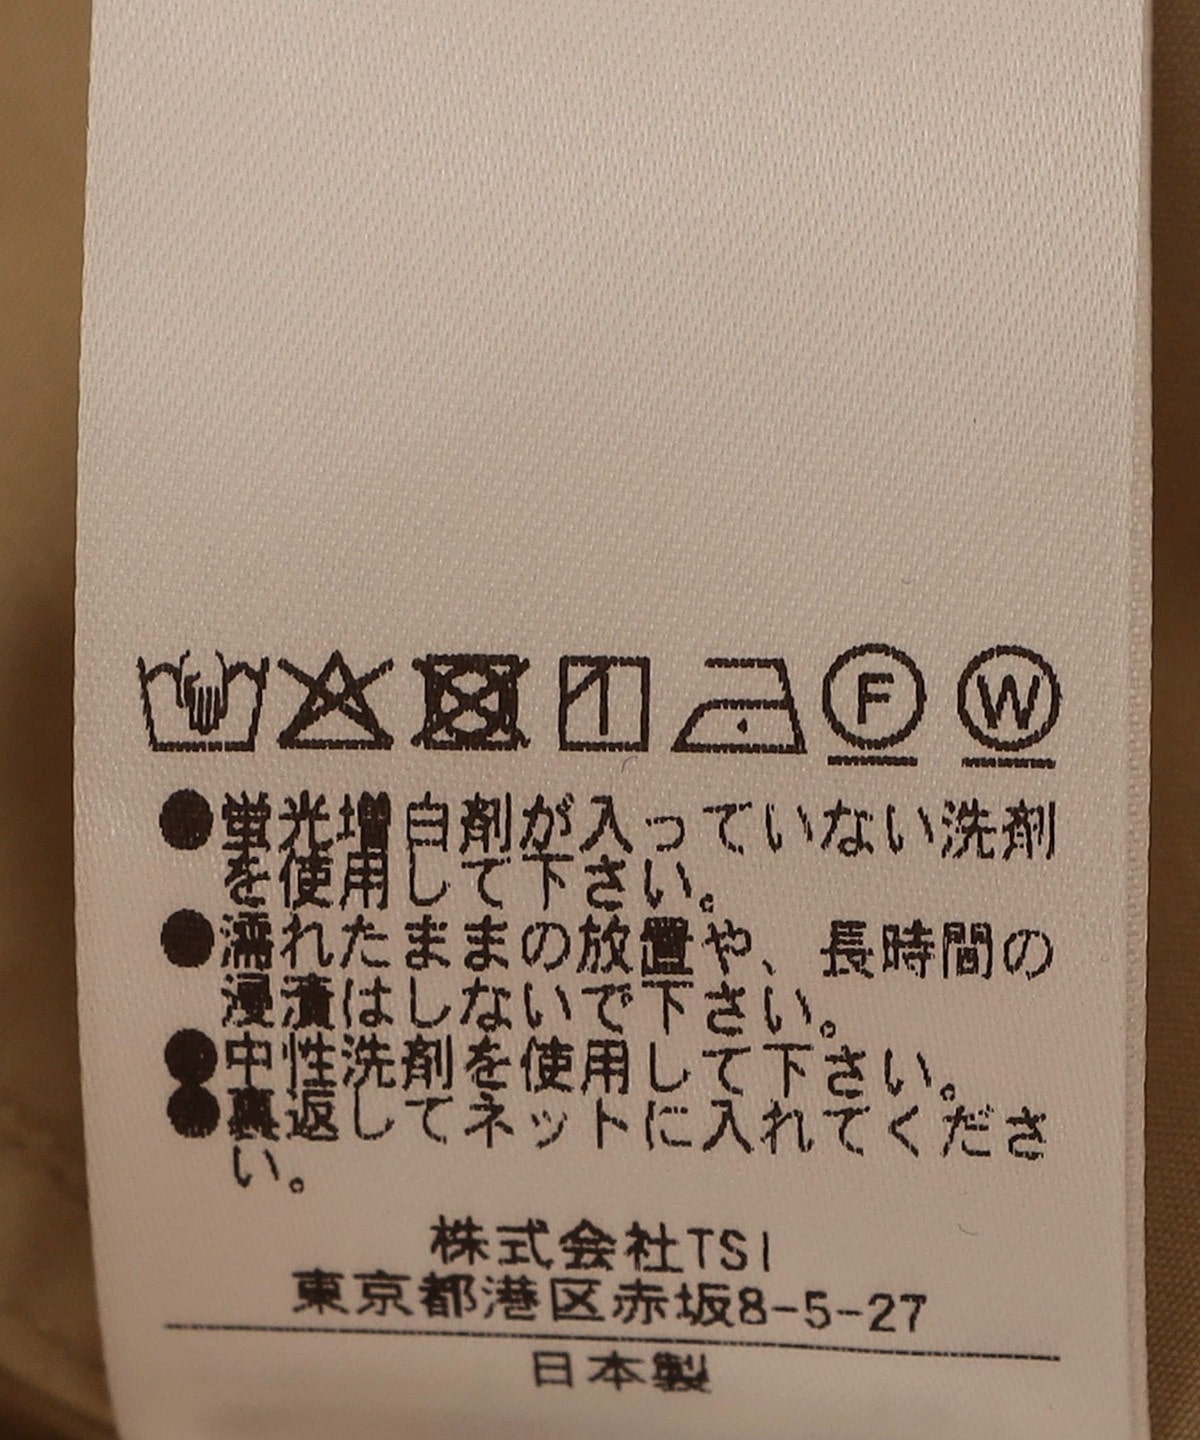 F W
●蛍光増白剤が入っていない洗剤
を使用して下さい。
●濡れたままの放置や、長時間の
浸漬はしないで下さい。
●中性洗剤を使用して下さい。
●裏返してネットに入れてくださ
い。
株式会社TSI
東京都港区赤坂8-5-27
日本製